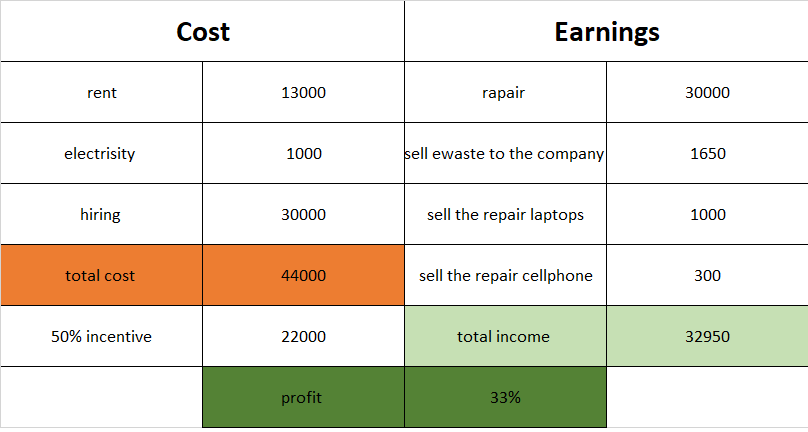 Cost Earnings
rent 13000 rapair 30000
electrisity 1000 sell ewaste to the company 1650
hiring 30000 sell the repair laptops 1000
total cost 44000 sell the repair cellphone 300
50% incentive 22000 total income 32950
profit 33%